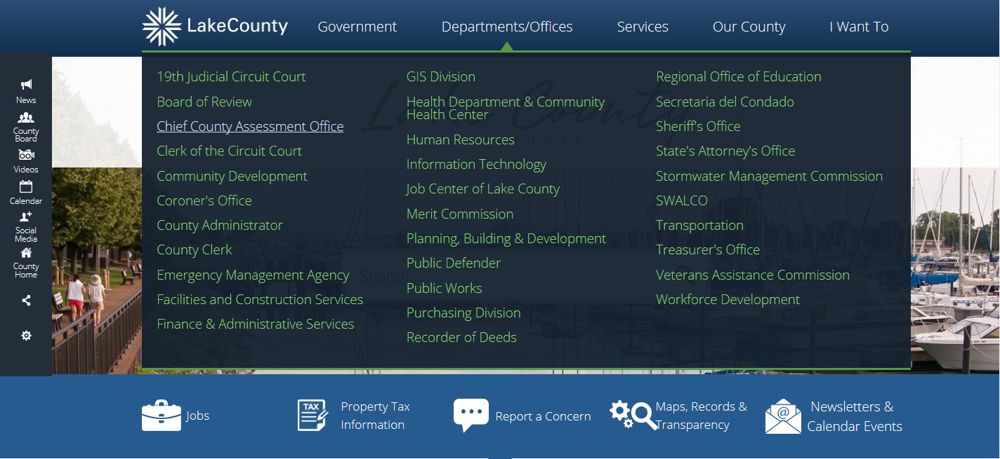 LakeCounty
Government
Departments/Offices
Services
Our County
I Want To
News
County
Board
Videos
Calendar
Social
Media
County
Home
19th Judicial Circuit Court
Board of Review
Chief County Assessment Office
Clerk of the Circuit Court
Community Development
Coroner's Office
County Administrator
County Clerk
Emergency Management Agency
Facilities and Construction Services
Finance & Administrative Services
GIS Division
Health Department & Community
Health Center
Human Resources
Information Technology
Job Center of Lake County
Merit Commission
Planning, Building & Development
Public Defender
Public Works
Purchasing Division
Recorder of Deeds
Regional Office of Education
Secretaria del Condado
Sheriff's Office
State's Attorney's Office
Stormwater Management Commission
SWALCO
Transportation
Treasurer's Office
Veterans Assistance Commission
Workforce Development
Lake County
Search...
Jobs
TAX
Property Tax
Information
Report a Concern
Maps, Records &
Transparency
@
Newsletters &
Calendar Events